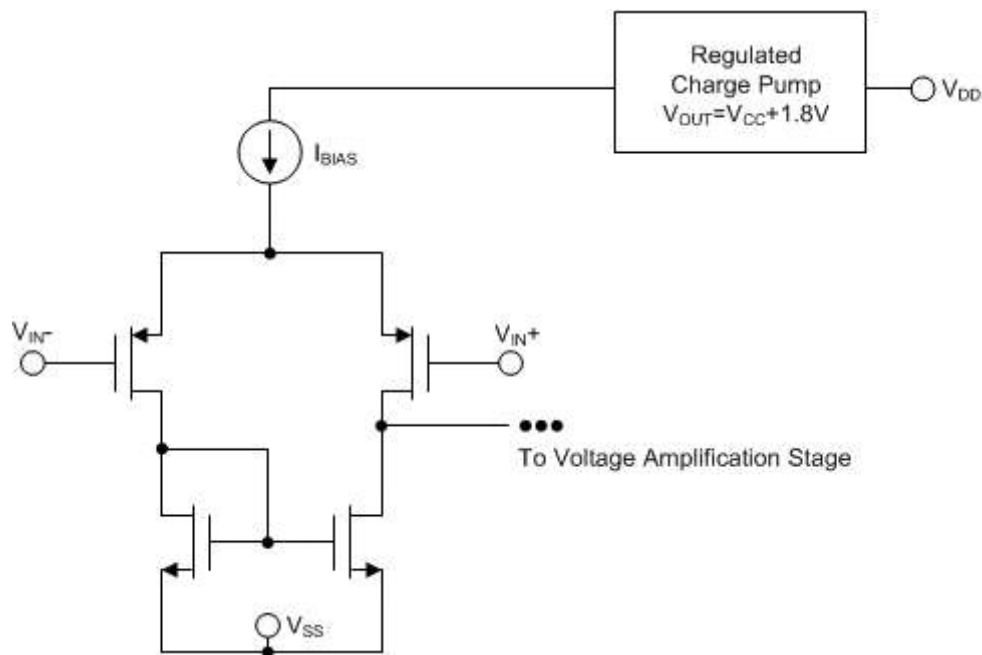 Regulated
Charge Pump
VOUT=VCC+1.8V
VDD
IBIAS
VIN-
VIN+
To Voltage Amplification Stage
VSS